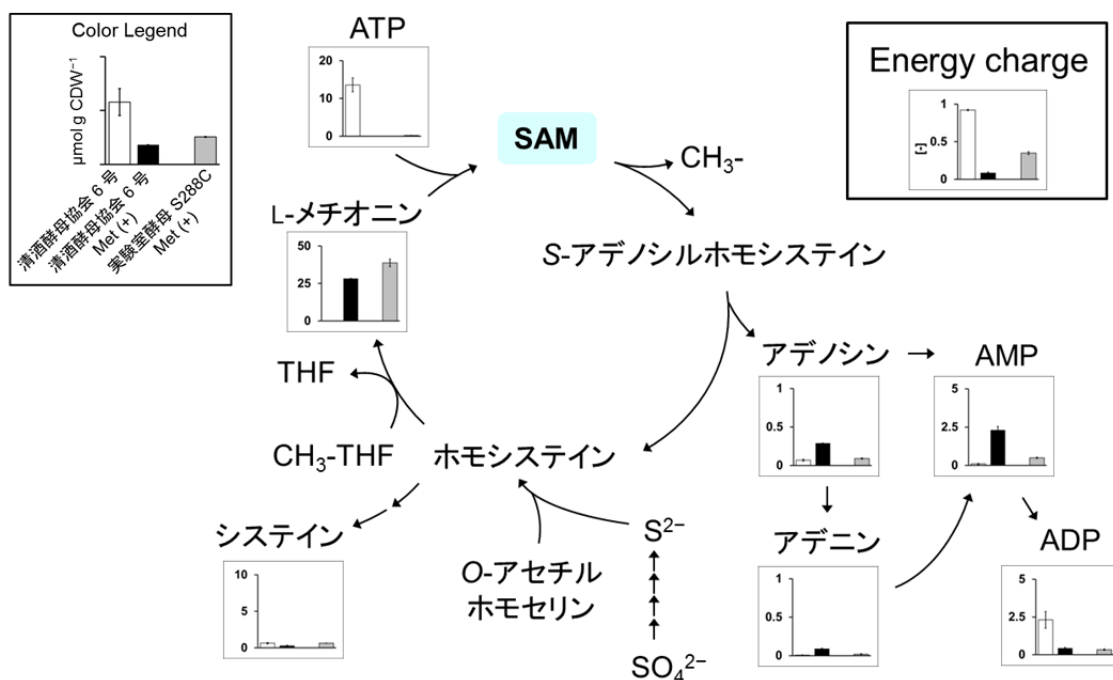 Color Legend
μmol g CDW⁻¹
清酒酵母協会 6 号
清酒酵母協会 6 号
Met (+)
実験室酵母 S288C
Met (+)
ATP
20
10
0
SAM
CH₃-
Energy charge
[-]
1
0.5
0
L-メチオニン
50
25
0
S-アデノシルホモシステイン
THF
CH₃-THF
ホモシステイン
アデノシン
1
0.5
0
AMP
5
2.5
0
システイン
10
5
0
O-アセチル
ホモセリン
S²⁻
SO₄²⁻
アデニン
1
0.5
0
ADP
5
2.5
0